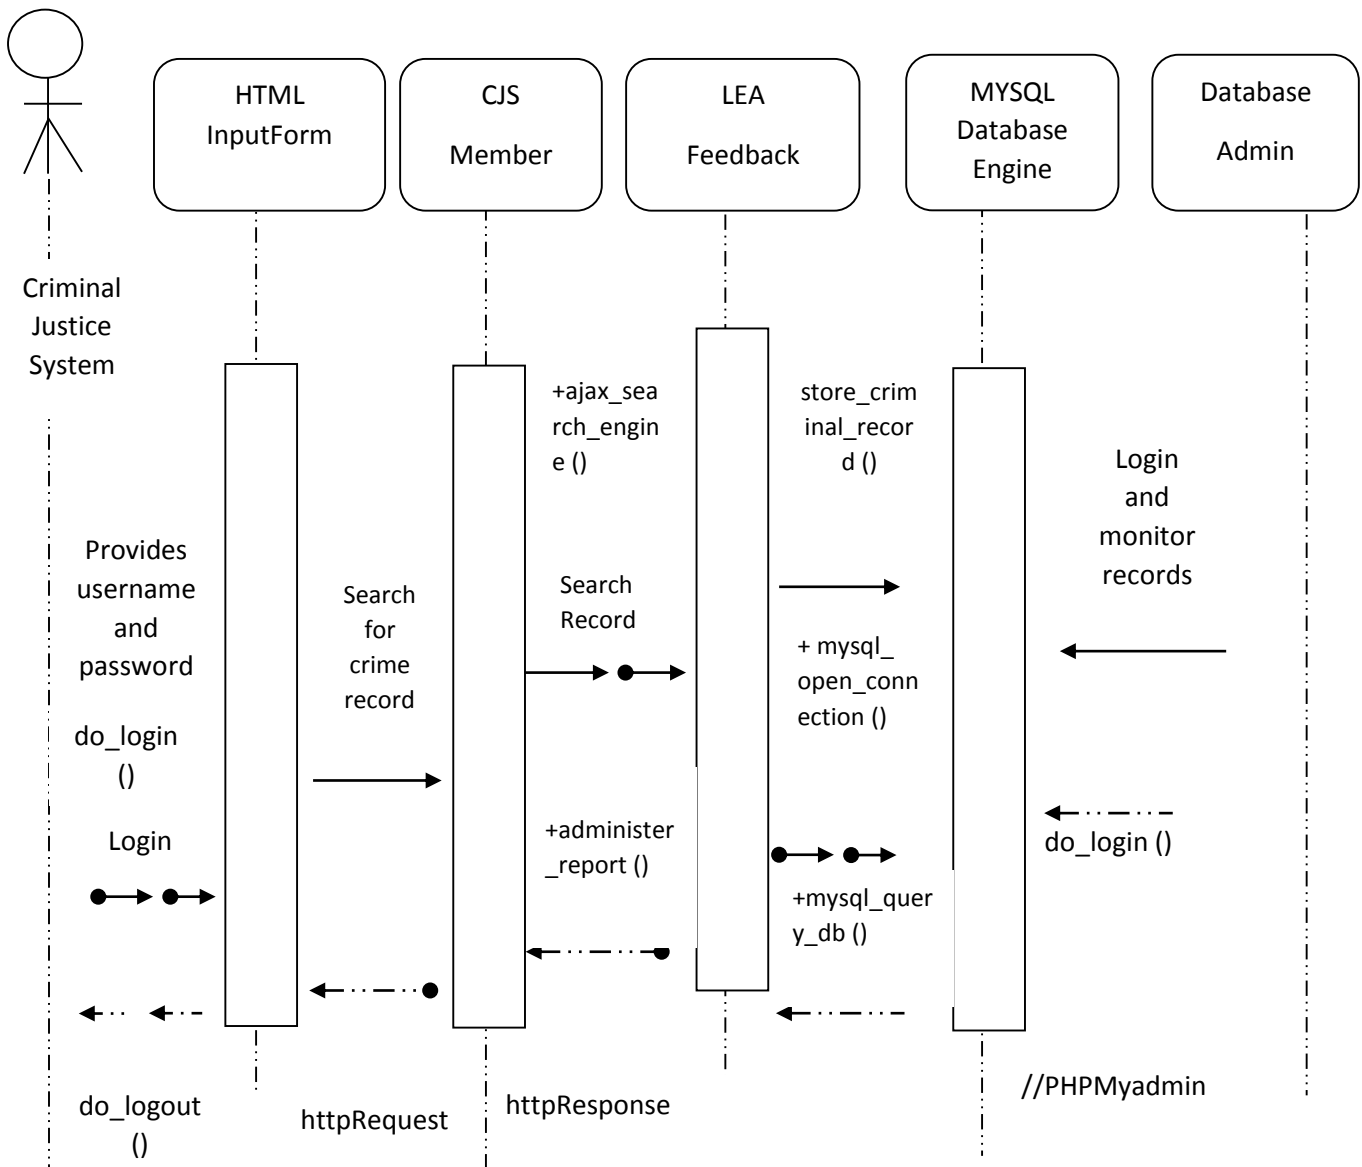 HTML
InputForm
CJS
Member
LEA
Feedback
MYSQL
Database
Engine
Database
Admin
Criminal
Justice
System
Provides
username
and
password
do_login
()
Login
do_logout
()
Search
for
crime
record
httpRequest
+ajax_sea
rch_engin
e ()
Search
Record
+administer
_report ()
httpResponse
store_crim
inal_recor
d ()
+ mysql_
open_conn
ection ()
+mysql_quer
y_db ()
Login
and
monitor
records
do_login ()
//PHPMyadmin